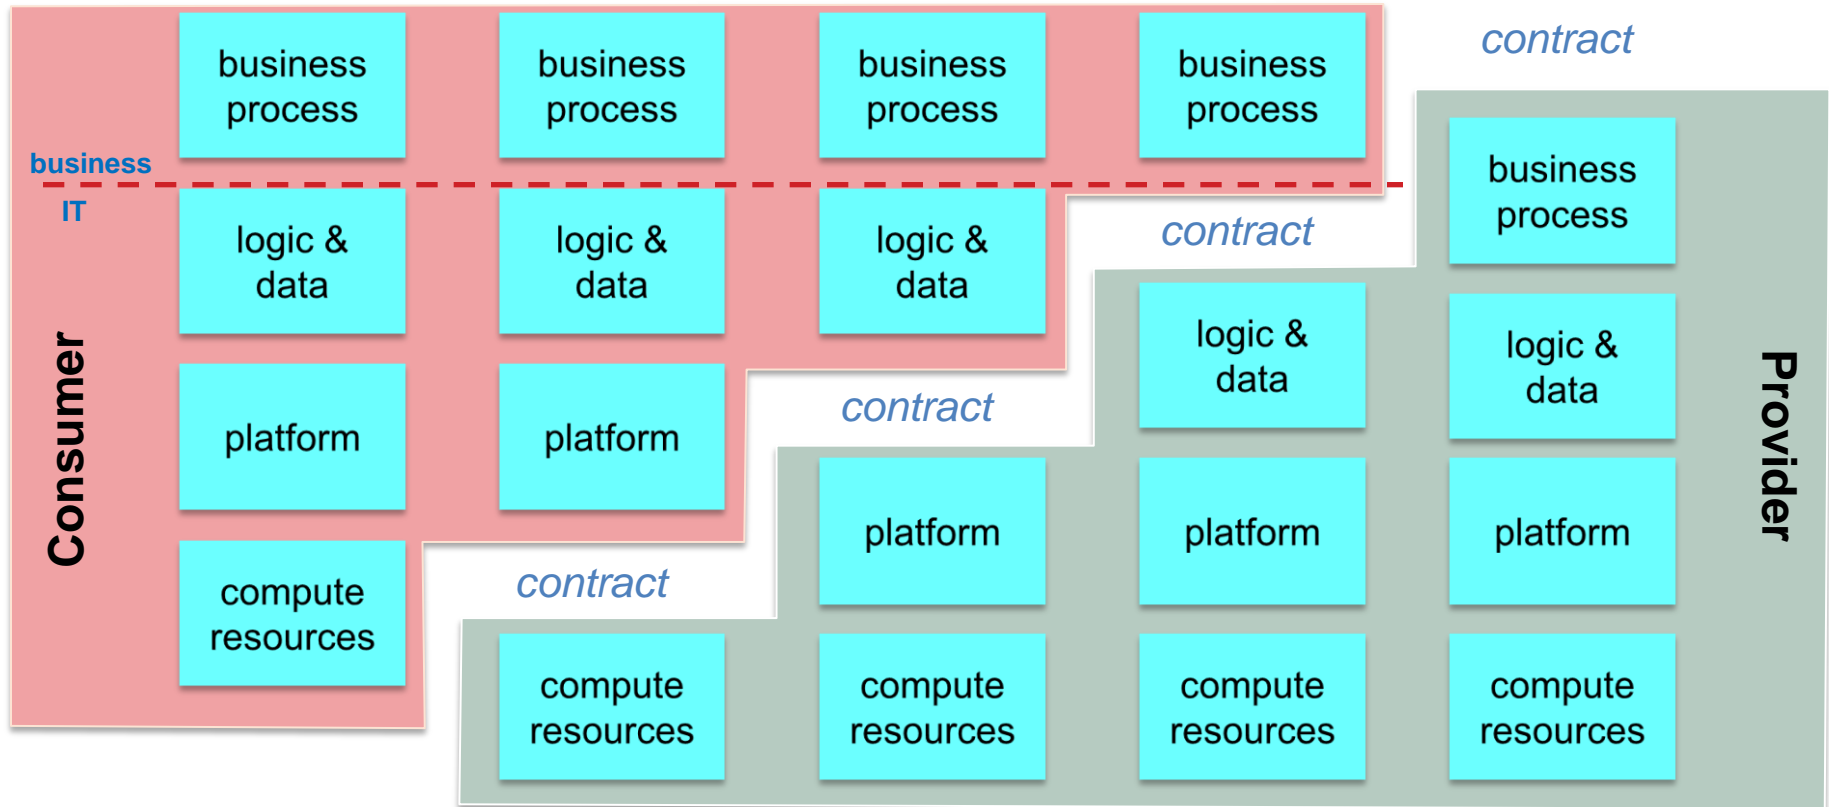 business
process
business
process
business
process
business
process
contract
business
IT
business
process
logic &
data
logic &
data
logic &
data
contract
logic &
data
logic &
data
Consumer
Provider
platform
platform
contract
platform
platform
platform
compute
resources
contract
compute
resources
compute
resources
compute
resources
compute
resources